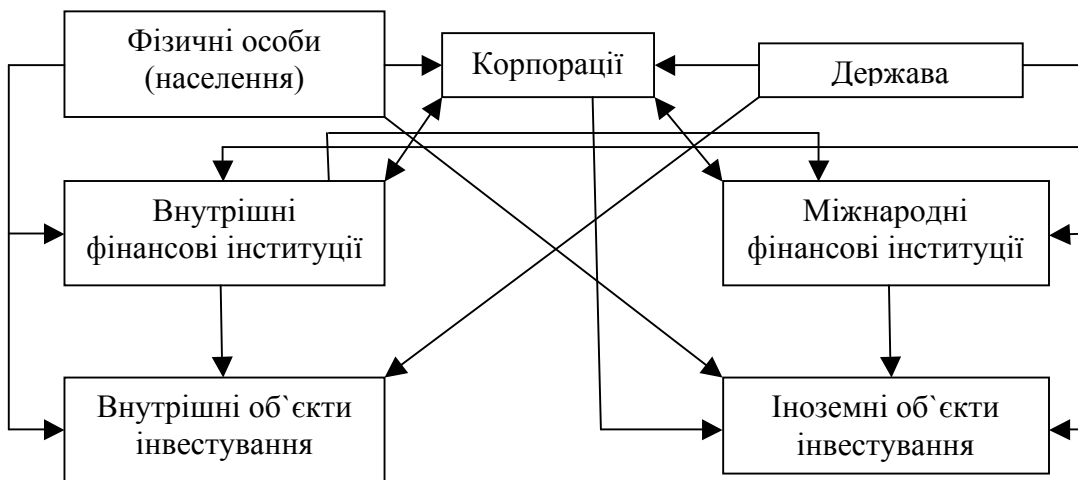 Фізичні особи
(населення)
Корпорації
Держава
Внутрішні
фінансові інституції
Міжнародні
фінансові інституції
Внутрішні об`єкти
інвестування
Іноземні об`єкти
інвестування